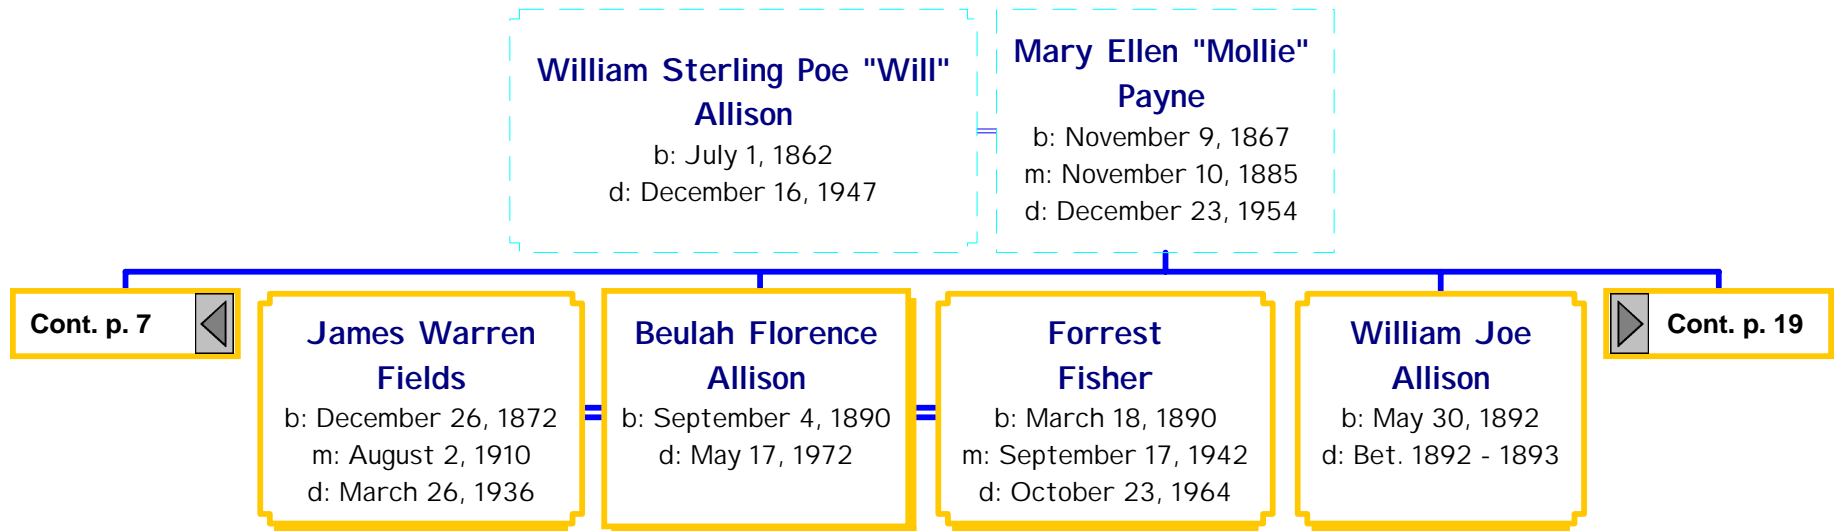 William Sterling Poe "Will"
Allison
b: July 1, 1862
d: December 16, 1947
Mary Ellen "Mollie"
Payne
b: November 9, 1867
m: November 10, 1885
d: December 23, 1954
Cont. p. 7
James Warren
Fields
b: December 26, 1872
m: August 2, 1910
d: March 26, 1936
Beulah Florence
Allison
b: September 4, 1890
d: May 17, 1972
Forrest
Fisher
b: March 18, 1890
m: September 17, 1942
d: October 23, 1964
William Joe
Allison
b: May 30, 1892
d: Bet. 1892 - 1893
Cont. p. 19